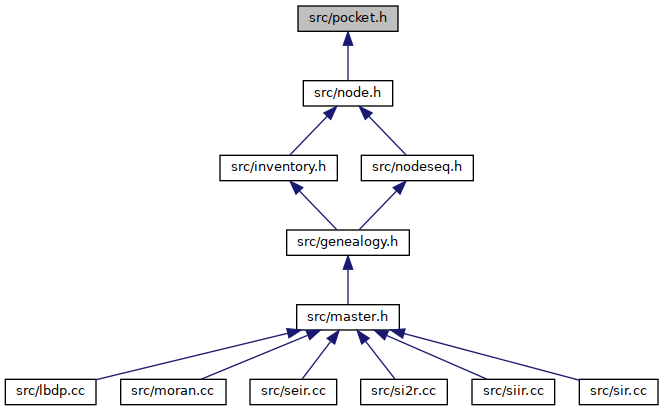 src/pocket.h
src/node.h
src/inventory.h
src/nodeseq.h
src/genealogy.h
src/master.h
src/lbdp.cc
src/moran.cc
src/seir.cc
src/si2r.cc
src/siir.cc
src/sir.cc